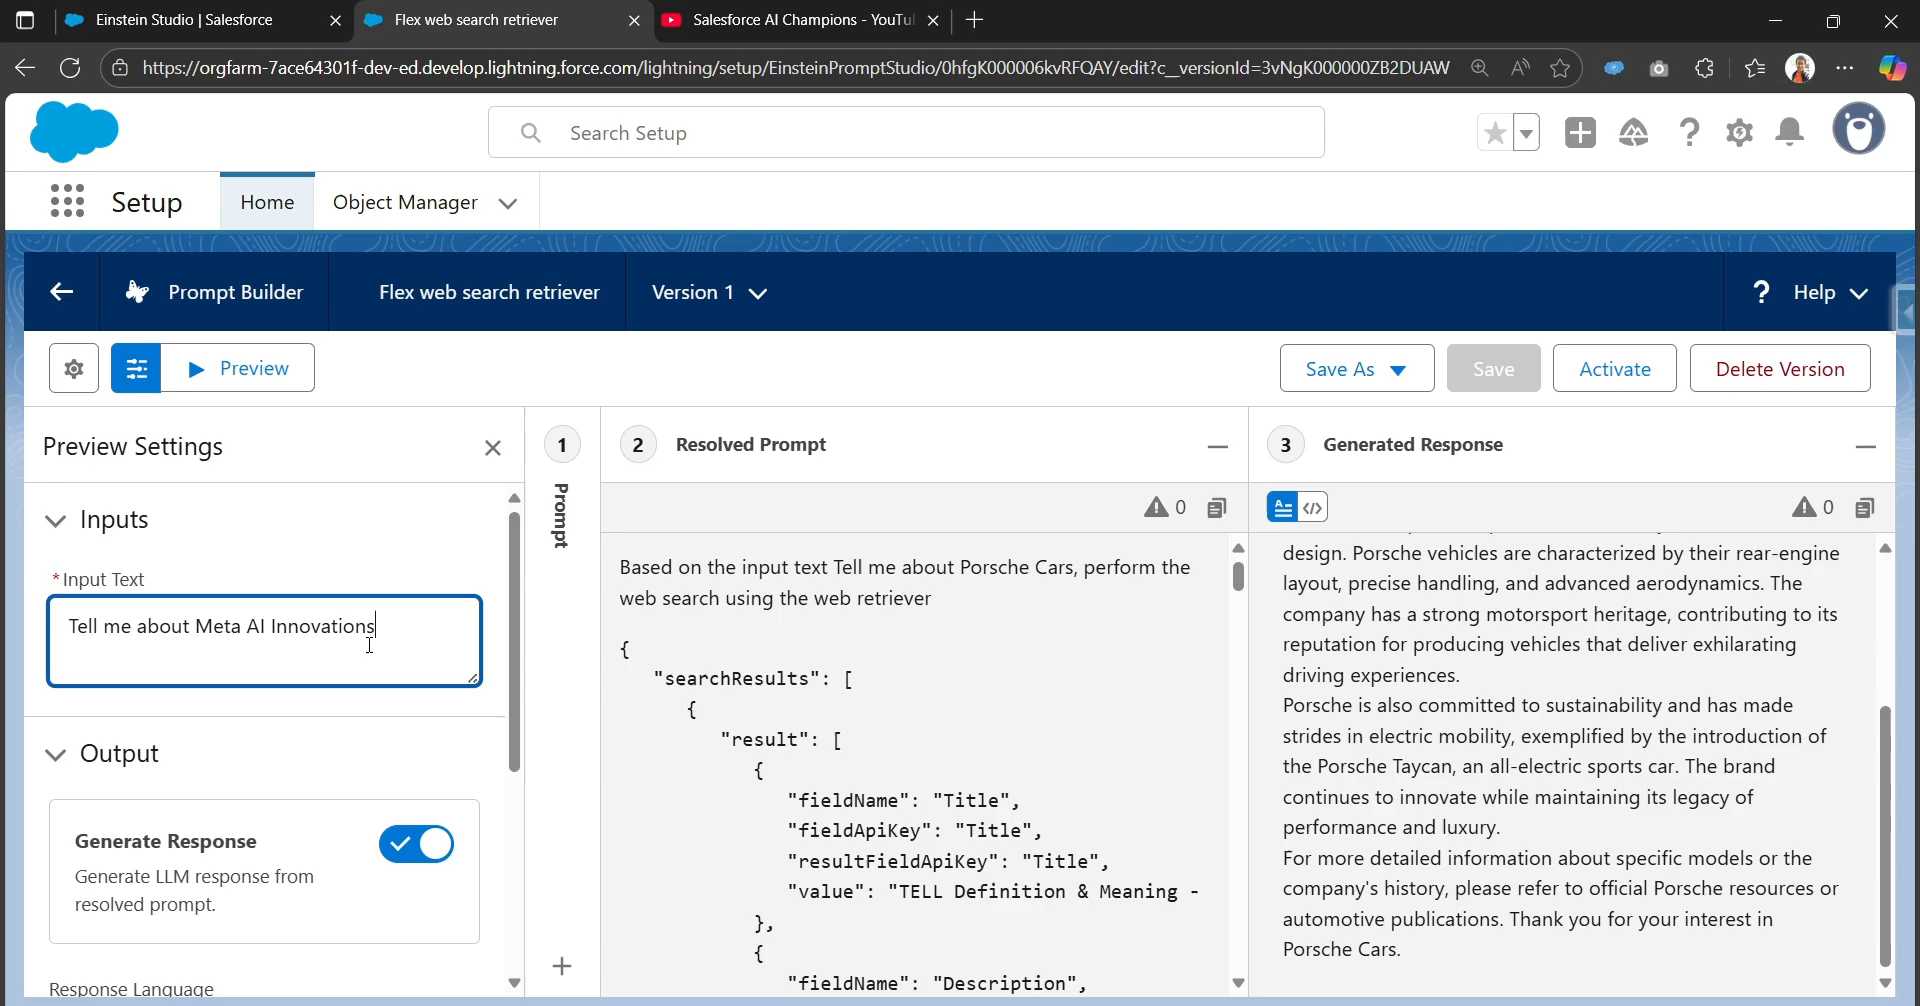 Einstein Studio | Salesforce
Flex web search retriever
Salesforce AI Champions - YouTu
https://orgfarm-7ace64301f-dev-ed.develop.lightning.force.com/lightning/setup/EinsteinPromptStudio/0hfgK000006kvRFQAY/edit?c__versionId=3vNgK000000ZB2DUAW
Search Setup
Setup
Home
Object Manager
Prompt Builder
Flex web search retriever
Version 1
Help
Preview
Save As
Save
Activate
Delete Version
Preview Settings
Inputs
*Input Text
Tell me about Meta AI Innovations
Output
Generate Response
Generate LLM response from
resolved prompt.
Response Language
1
Prompt
2 Resolved Prompt
0
Based on the input text Tell me about Porsche Cars, perform the
web search using the web retriever
{
"searchResults": [
{
"result": [
{
"fieldName": "Title",
"fieldApiKey": "Title",
"resultFieldApiKey": "Title",
"value": "TELL Definition & Meaning -
},
{
"fieldName": "Description",
3 Generated Response
0
design. Porsche vehicles are characterized by their rear-engine
layout, precise handling, and advanced aerodynamics. The
company has a strong motorsport heritage, contributing to its
reputation for producing vehicles that deliver exhilarating
driving experiences.
Porsche is also committed to sustainability and has made
strides in electric mobility, exemplified by the introduction of
the Porsche Taycan, an all-electric sports car. The brand
continues to innovate while maintaining its legacy of
performance and luxury.
For more detailed information about specific models or the
company's history, please refer to official Porsche resources or
automotive publications. Thank you for your interest in
Porsche Cars.